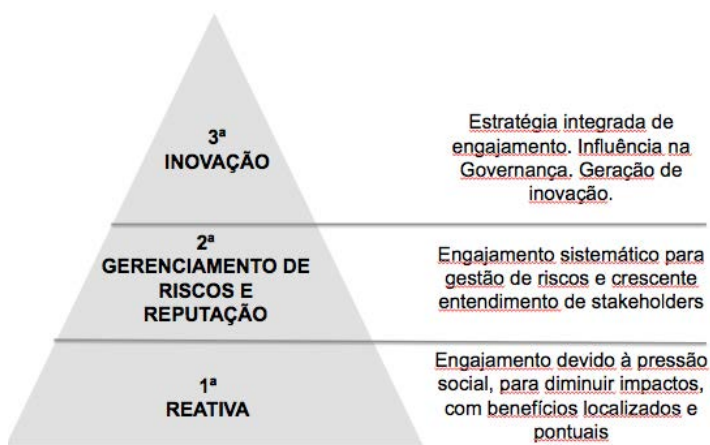 3ª
INOVAÇÃO
Estratégia integrada de
engajamento. Influência na
Governança. Geração de
inovação.
2ª
GERENCIAMENTO DE
RISCOS E
REPUTAÇÃO
Engajamento sistemático para
gestão de riscos e crescente
entendimento de stakeholders
1ª
REATIVA
Engajamento devido à pressão
social, para diminuir impactos,
com benefícios localizados e
pontuais